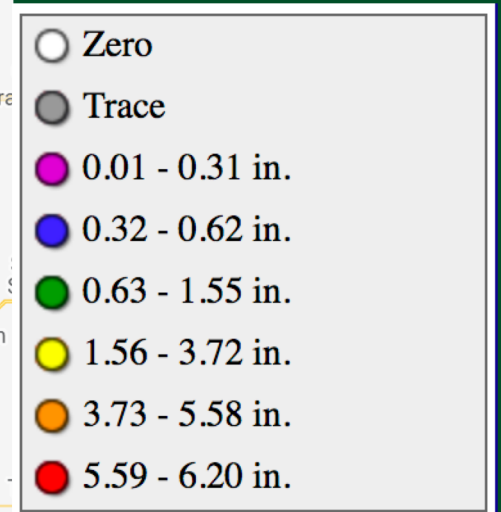 Zero
Trace
0.01 - 0.31 in.
0.32 - 0.62 in.
0.63 - 1.55 in.
1.56 - 3.72 in.
3.73 - 5.58 in.
5.59 - 6.20 in.